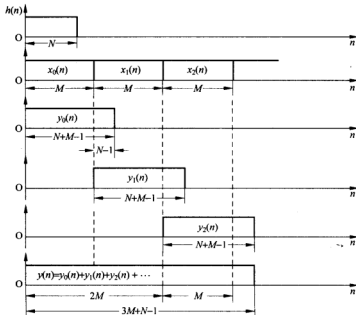 h(n)
O
N
n
O
x₀(n) x₁(n) x₂(n)
M M M
n
O
y₀(n)
N+M−1
n
N−1
O
y₁(n)
N+M−1
n
O
y₂(n)
N+M−1
n
O
y(n)=y₀(n)+y₁(n)+y₂(n)+ ···
n
2M M
3M+N−1